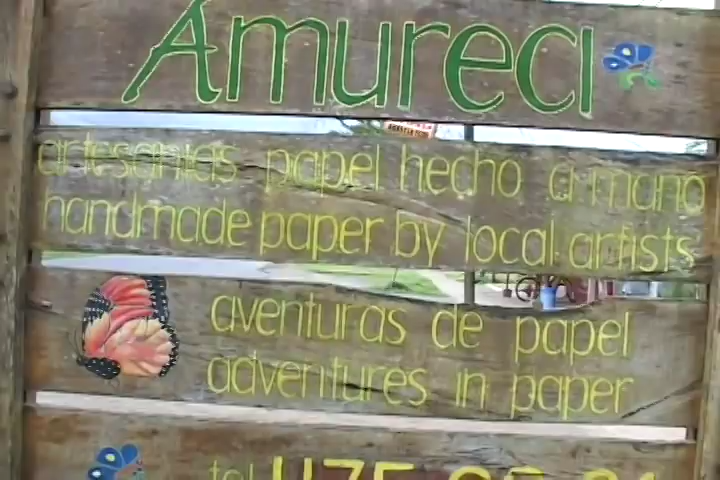 Amureci
artesanias papel hecho a mano
handmade paper by local artists
aventuras de papel
adventures in paper
tel